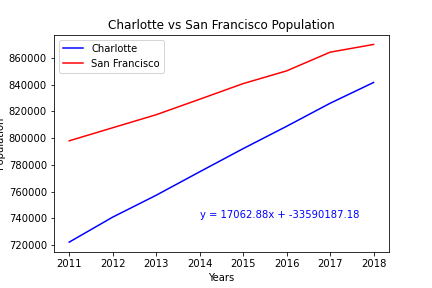 Charlotte vs San Francisco Population
Charlotte
San Francisco
860000
840000
820000
800000
780000
760000
740000
720000
Population
y = 17062.88x + -33590187.18
2011 2012 2013 2014 2015 2016 2017 2018
Years